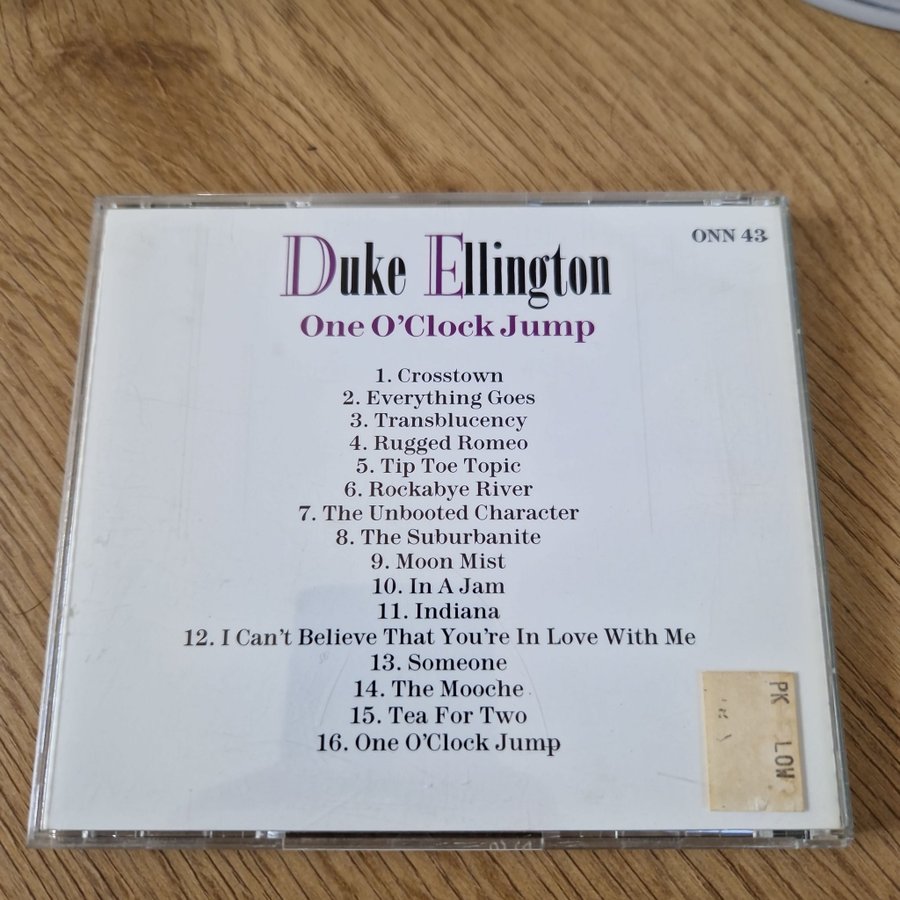 ONN 43
Duke Ellington
One O'Clock Jump
1. Crosstown
2. Everything Goes
3. Transblucency
4. Rugged Romeo
5. Tip Toe Topic
6. Rockabye River
7. The Unbooted Character
8. The Suburbanite
9. Moon Mist
10. In A Jam
11. Indiana
12. I Can't Believe That You're In Love With Me
13. Someone
14. The Mooche
15. Tea For Two
16. One O'Clock Jump
PK LOW